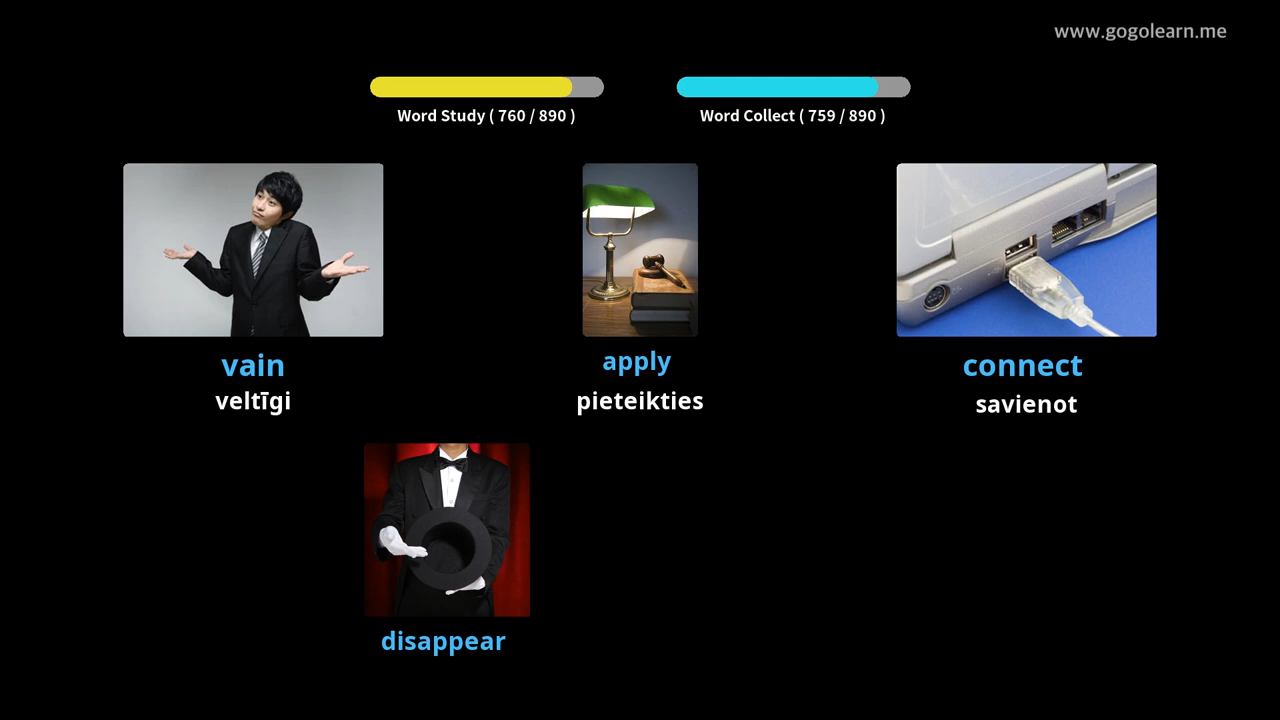 www.gogolearn.me
Word Study ( 760 / 890 )
Word Collect ( 759 / 890 )
vain
veltīgi
apply
pieteikties
connect
savienot
disappear